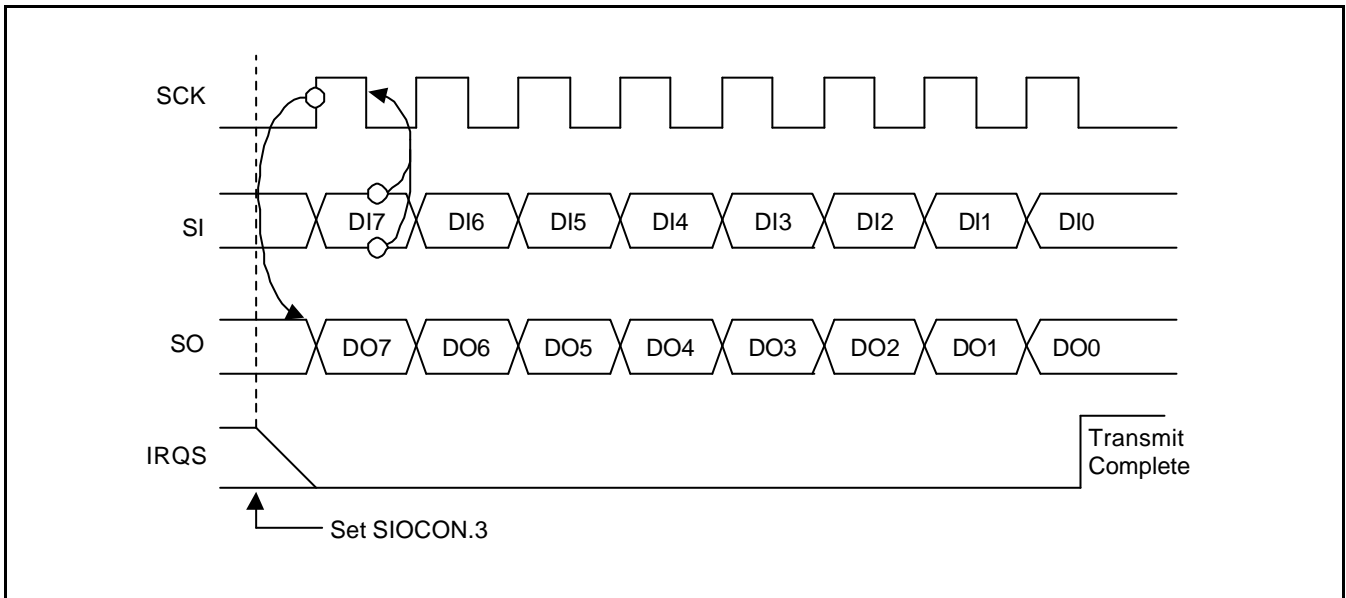 SCK
SI DI7 DI6 DI5 DI4 DI3 DI2 DI1 DI0
SO DO7 DO6 DO5 DO4 DO3 DO2 DO1 DO0
IRQS
Transmit
Complete
Set SIOCON.3